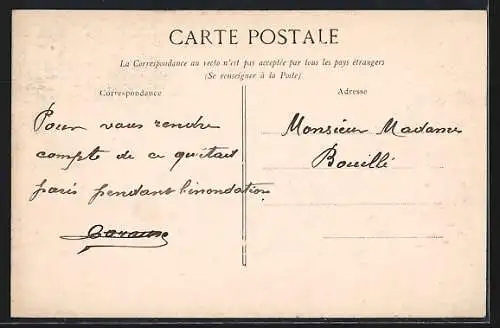 CARTE POSTALE
La Correspondance au recto n'est pas acceptée par tous les pays étrangers
(Se renseigner à la Poste)
Correspondance
Adresse
Pour vous rendre
compte de ce qu'était
paris pendant l'inondation
Monsieur Madame
Bouillé